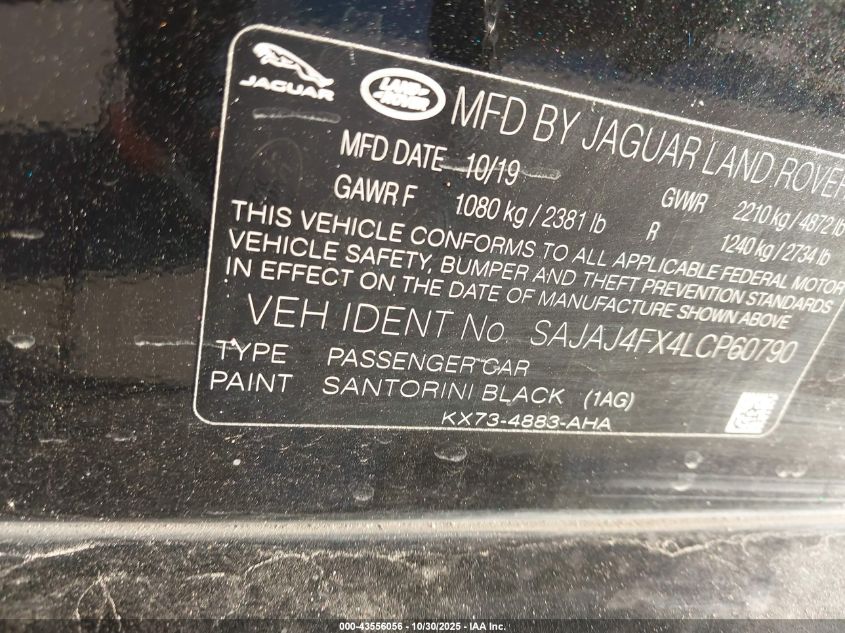 JAGUAR LAND ROVER MFD BY JAGUAR LAND ROVER
MFD DATE 10/19 GVWR 2210 kg / 4872 lb
GAWR F 1080 kg / 2381 lb R 1240 kg / 2734 lb
THIS VEHICLE CONFORMS TO ALL APPLICABLE FEDERAL MOTOR
VEHICLE SAFETY, BUMPER AND THEFT PREVENTION STANDARDS
IN EFFECT ON THE DATE OF MANUFACTURE SHOWN ABOVE
VEH IDENT No. SAJAJ4FX4LCP60790
TYPE PASSENGER CAR
PAINT SANTORINI BLACK (1AG)
KX73-4883-AHA
000-43556056 - 10/30/2025 - IAA Inc.